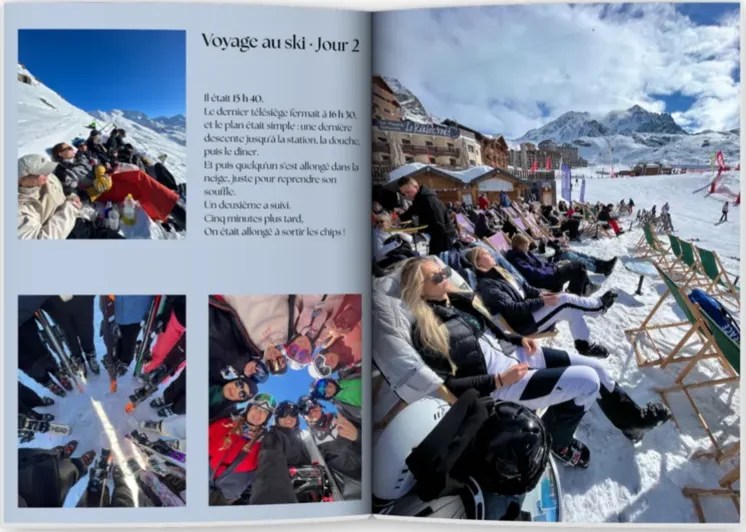 Voyage au ski · Jour 2
Il était 15 h 40.
Le dernier télésiège fermait à 16 h 30,
et le plan était simple : une dernière
descente jusqu'à la station, la douche,
puis le dîner.
Et puis quelqu'un s'est allongé dans la
neige, juste pour reprendre son
souffle.
Un deuxième a suivi.
Cinq minutes plus tard,
On était allongé à sortir les chips !